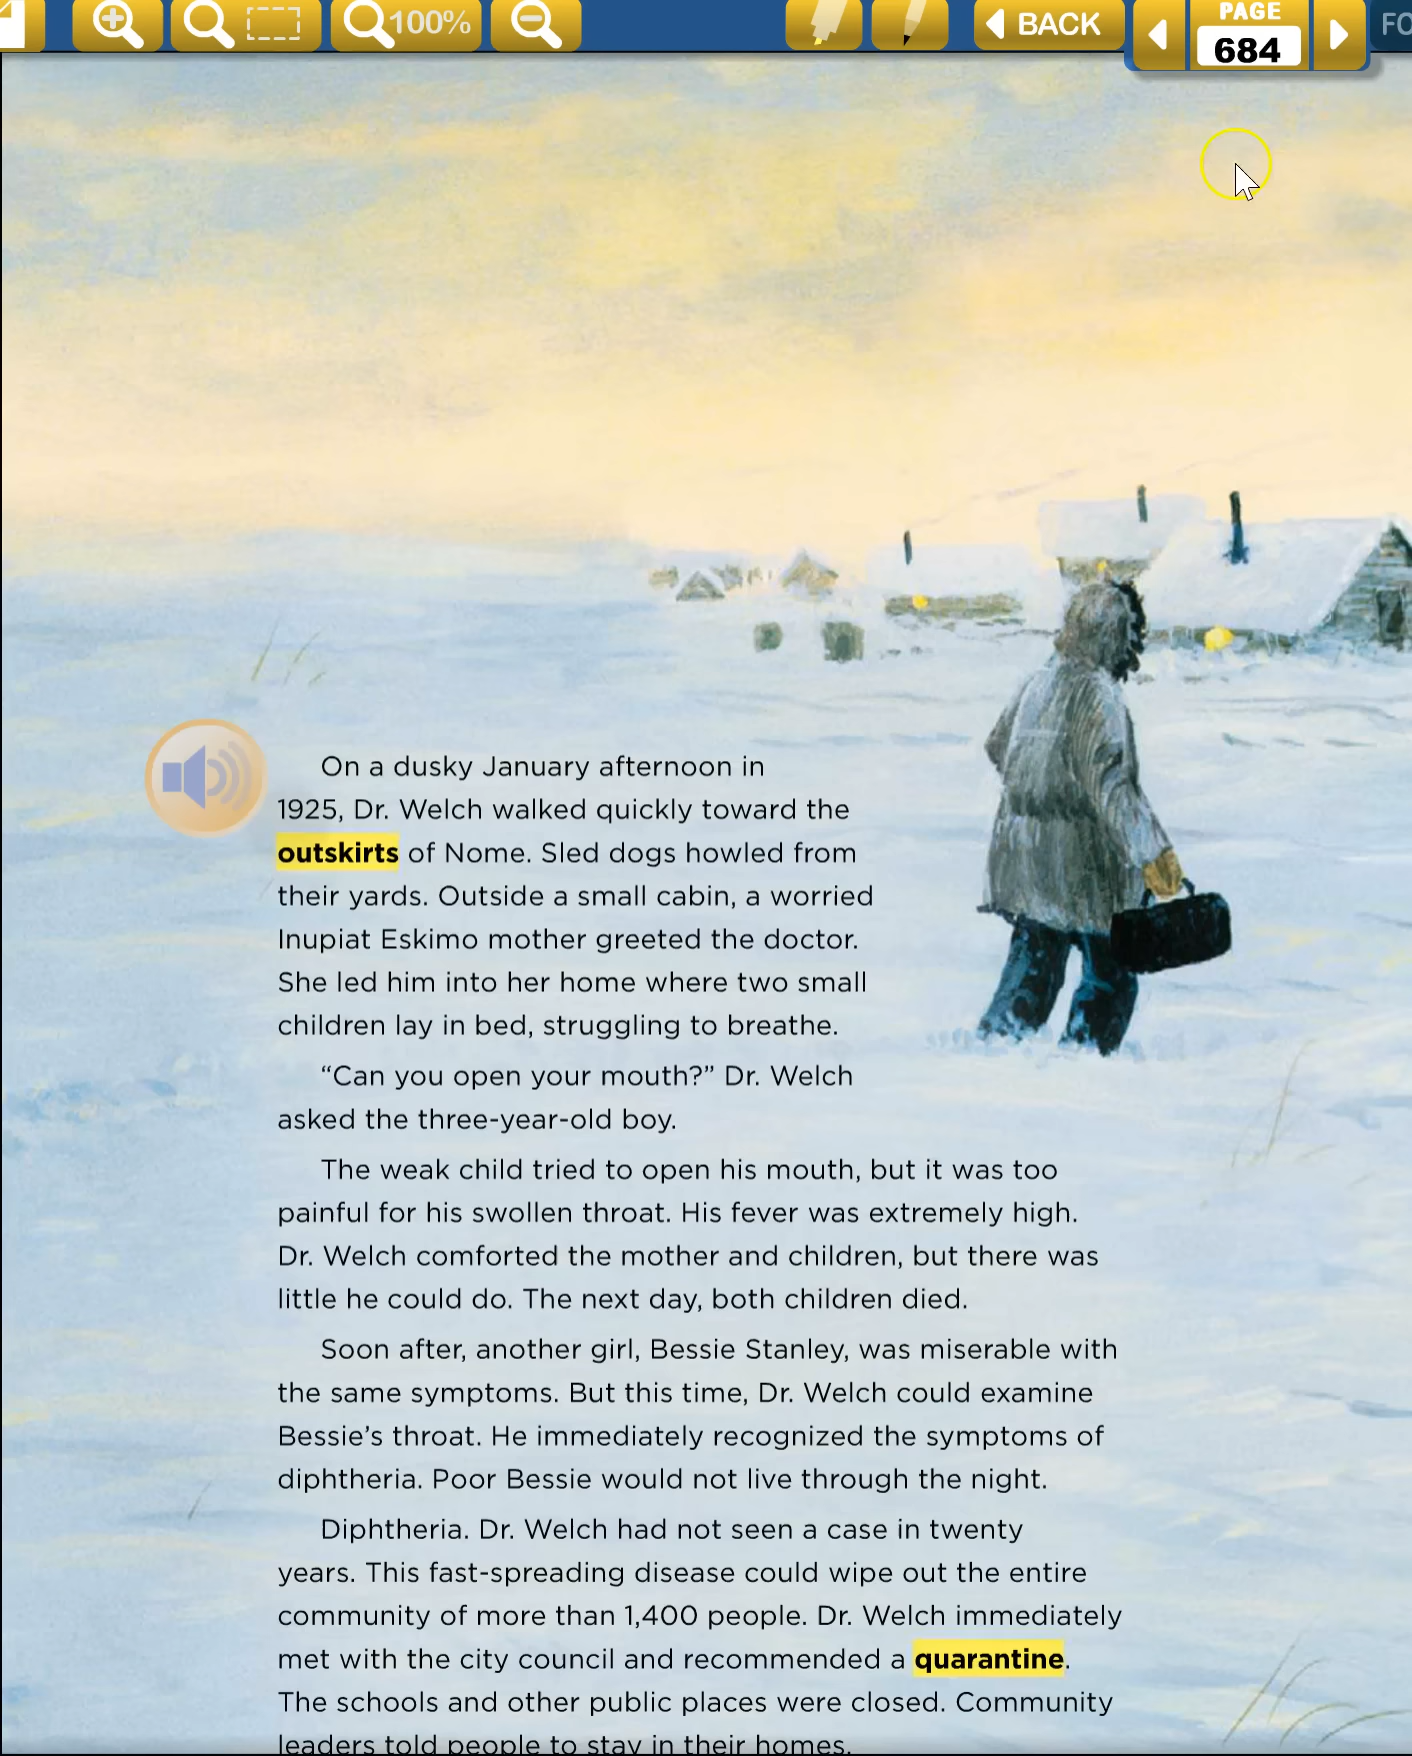 100%
BACK
PAGE
684
FO
On a dusky January afternoon in
1925, Dr. Welch walked quickly toward the
outskirts of Nome. Sled dogs howled from
their yards. Outside a small cabin, a worried
Inupiat Eskimo mother greeted the doctor.
She led him into her home where two small
children lay in bed, struggling to breathe.
“Can you open your mouth?” Dr. Welch
asked the three-year-old boy.
The weak child tried to open his mouth, but it was too
painful for his swollen throat. His fever was extremely high.
Dr. Welch comforted the mother and children, but there was
little he could do. The next day, both children died.
Soon after, another girl, Bessie Stanley, was miserable with
the same symptoms. But this time, Dr. Welch could examine
Bessie’s throat. He immediately recognized the symptoms of
diphtheria. Poor Bessie would not live through the night.
Diphtheria. Dr. Welch had not seen a case in twenty
years. This fast-spreading disease could wipe out the entire
community of more than 1,400 people. Dr. Welch immediately
met with the city council and recommended a quarantine.
The schools and other public places were closed. Community
leaders told people to stay in their homes.